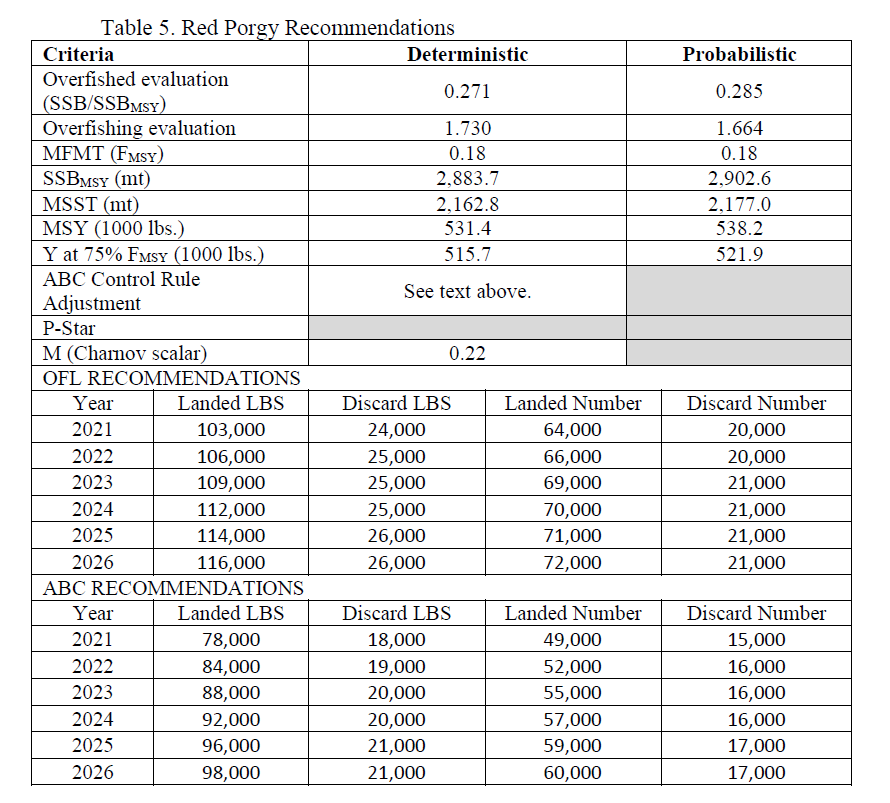 Table 5. Red Porgy Recommendations
Criteria Deterministic Probabilistic
Overfished evaluation
(SSB/SSBMSY) 0.271 0.285
Overfishing evaluation 1.730 1.664
MFMT (FMSY) 0.18 0.18
SSBMSY (mt) 2,883.7 2,902.6
MSST (mt) 2,162.8 2,177.0
MSY (1000 lbs.) 531.4 538.2
Y at 75% FMSY (1000 lbs.) 515.7 521.9
ABC Control Rule
Adjustment See text above.
P-Star
M (Charnov scalar) 0.22
OFL RECOMMENDATIONS
Year Landed LBS Discard LBS Landed Number Discard Number
2021 103,000 24,000 64,000 20,000
2022 106,000 25,000 66,000 20,000
2023 109,000 25,000 69,000 21,000
2024 112,000 25,000 70,000 21,000
2025 114,000 26,000 71,000 21,000
2026 116,000 26,000 72,000 21,000
ABC RECOMMENDATIONS
Year Landed LBS Discard LBS Landed Number Discard Number
2021 78,000 18,000 49,000 15,000
2022 84,000 19,000 52,000 16,000
2023 88,000 20,000 55,000 16,000
2024 92,000 20,000 57,000 16,000
2025 96,000 21,000 59,000 17,000
2026 98,000 21,000 60,000 17,000